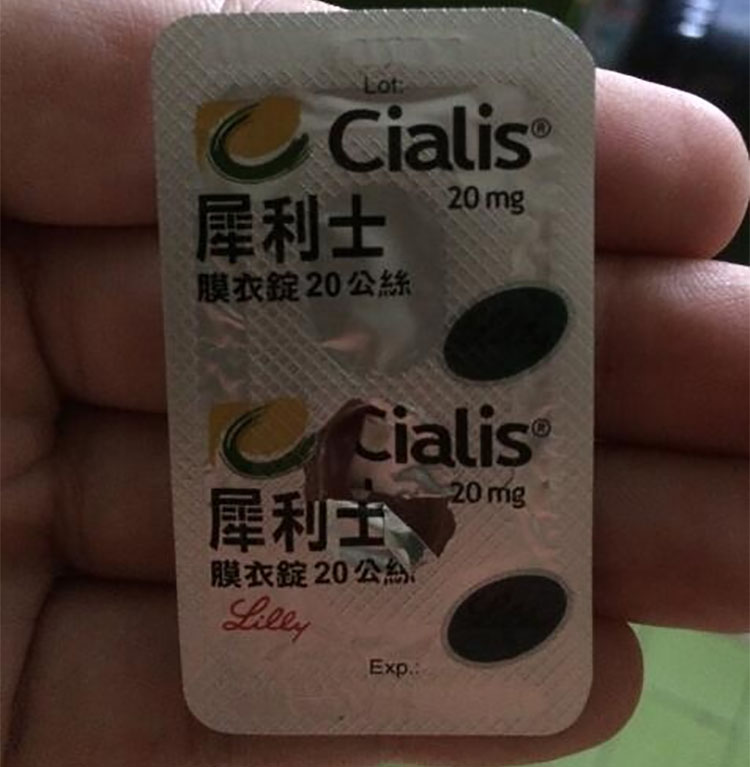 Lot:
Cialis®
20 mg
犀利士
膜衣錠 20 公絲
Cialis®
20 mg
犀利士
膜衣錠 20 公絲
Lilly
Exp.: